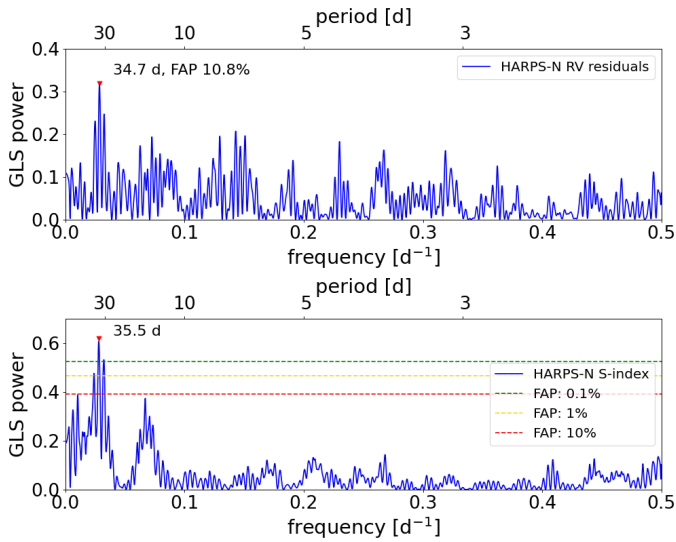 period [d]
30 10 5 3
0.4
34.7 d, FAP 10.8%
HARPS-N RV residuals
0.3
GLS power
0.2
0.1
0.0
0.0 0.1 0.2 0.3 0.4 0.5
frequency [d⁻¹]
period [d]
30 10 5 3
35.5 d
0.6
HARPS-N S-index
FAP: 0.1%
FAP: 1%
FAP: 10%
GLS power
0.4
0.2
0.0
0.0 0.1 0.2 0.3 0.4 0.5
frequency [d⁻¹]